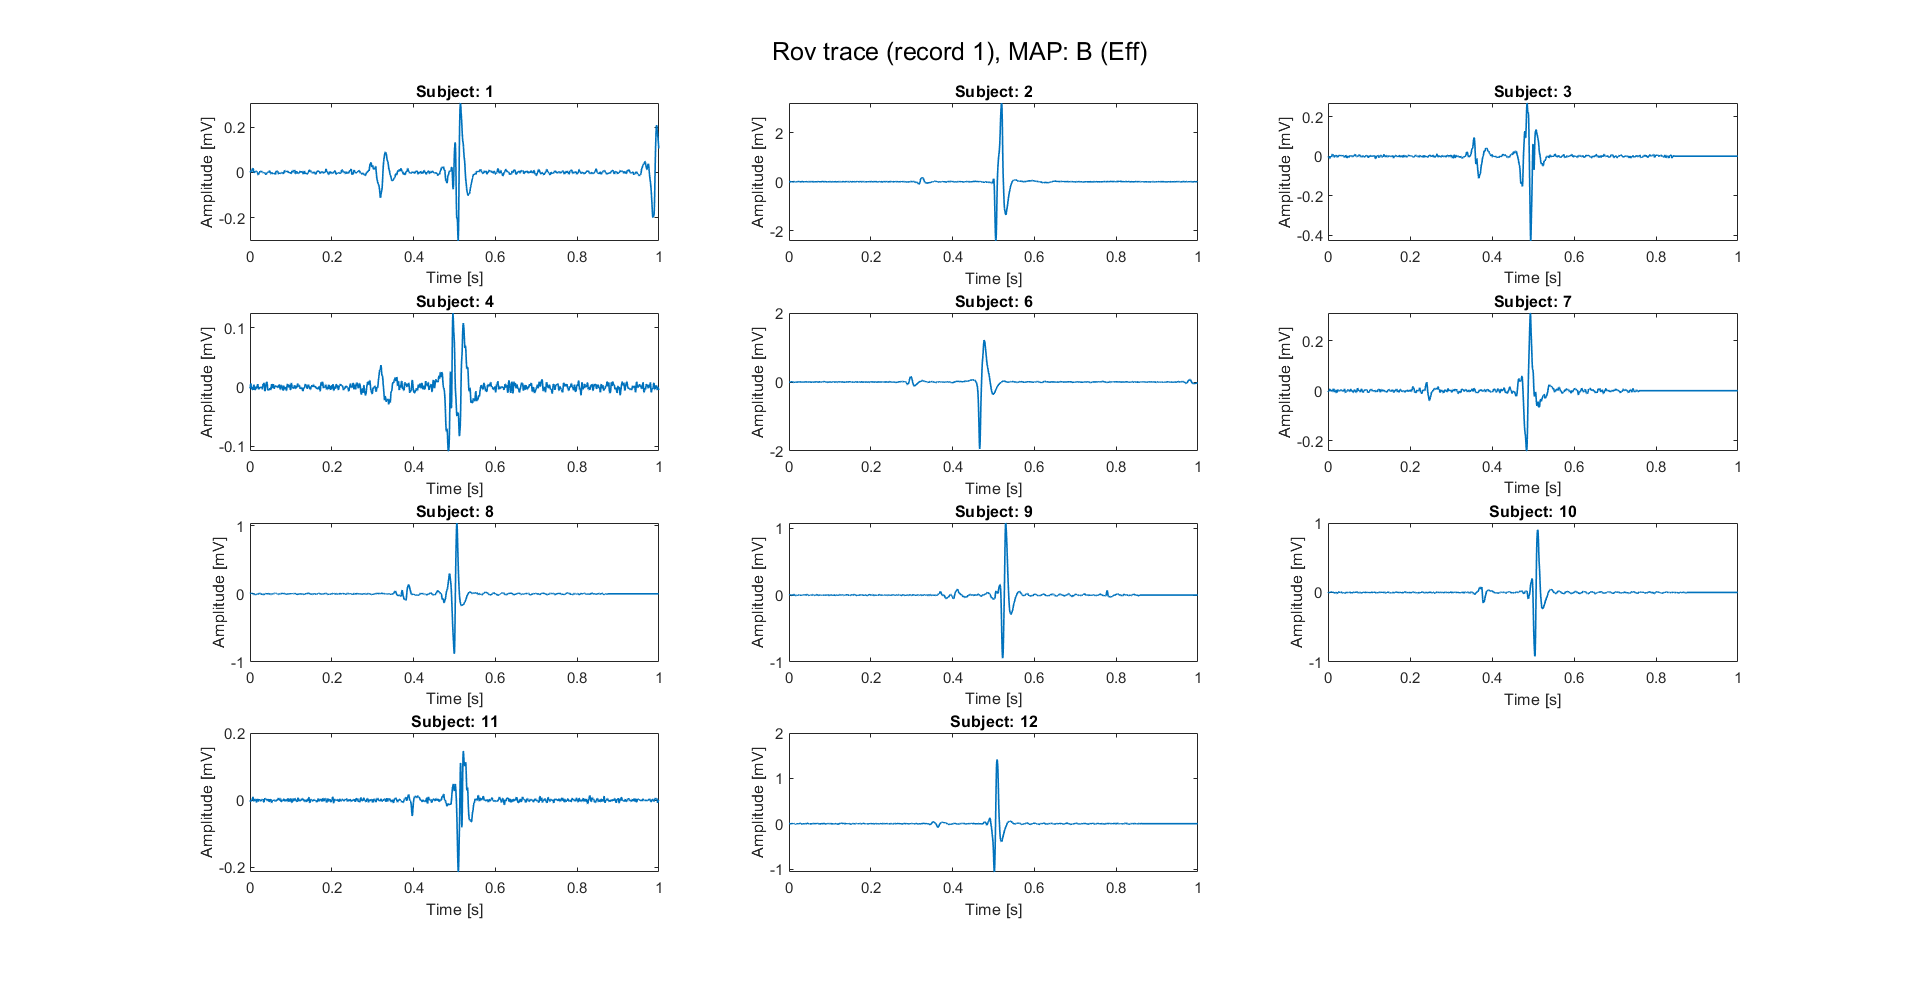 Rov trace (record 1), MAP: B (Eff)
Subject: 1
Amplitude [mV]
0.2
0
-0.2
0 0.2 0.4 0.6 0.8 1
Time [s]
Subject: 2
Amplitude [mV]
2
0
-2
0 0.2 0.4 0.6 0.8 1
Time [s]
Subject: 3
Amplitude [mV]
0.2
0
-0.2
-0.4
0 0.2 0.4 0.6 0.8 1
Time [s]
Subject: 4
Amplitude [mV]
0.1
0
-0.1
0 0.2 0.4 0.6 0.8 1
Time [s]
Subject: 6
Amplitude [mV]
2
0
-2
0 0.2 0.4 0.6 0.8 1
Time [s]
Subject: 7
Amplitude [mV]
0.2
0
-0.2
0 0.2 0.4 0.6 0.8 1
Time [s]
Subject: 8
Amplitude [mV]
1
0
-1
0 0.2 0.4 0.6 0.8 1
Time [s]
Subject: 9
Amplitude [mV]
1
0
-1
0 0.2 0.4 0.6 0.8 1
Time [s]
Subject: 10
Amplitude [mV]
1
0
-1
0 0.2 0.4 0.6 0.8 1
Time [s]
Subject: 11
Amplitude [mV]
0.2
0
-0.2
0 0.2 0.4 0.6 0.8 1
Time [s]
Subject: 12
Amplitude [mV]
2
1
0
-1
0 0.2 0.4 0.6 0.8 1
Time [s]